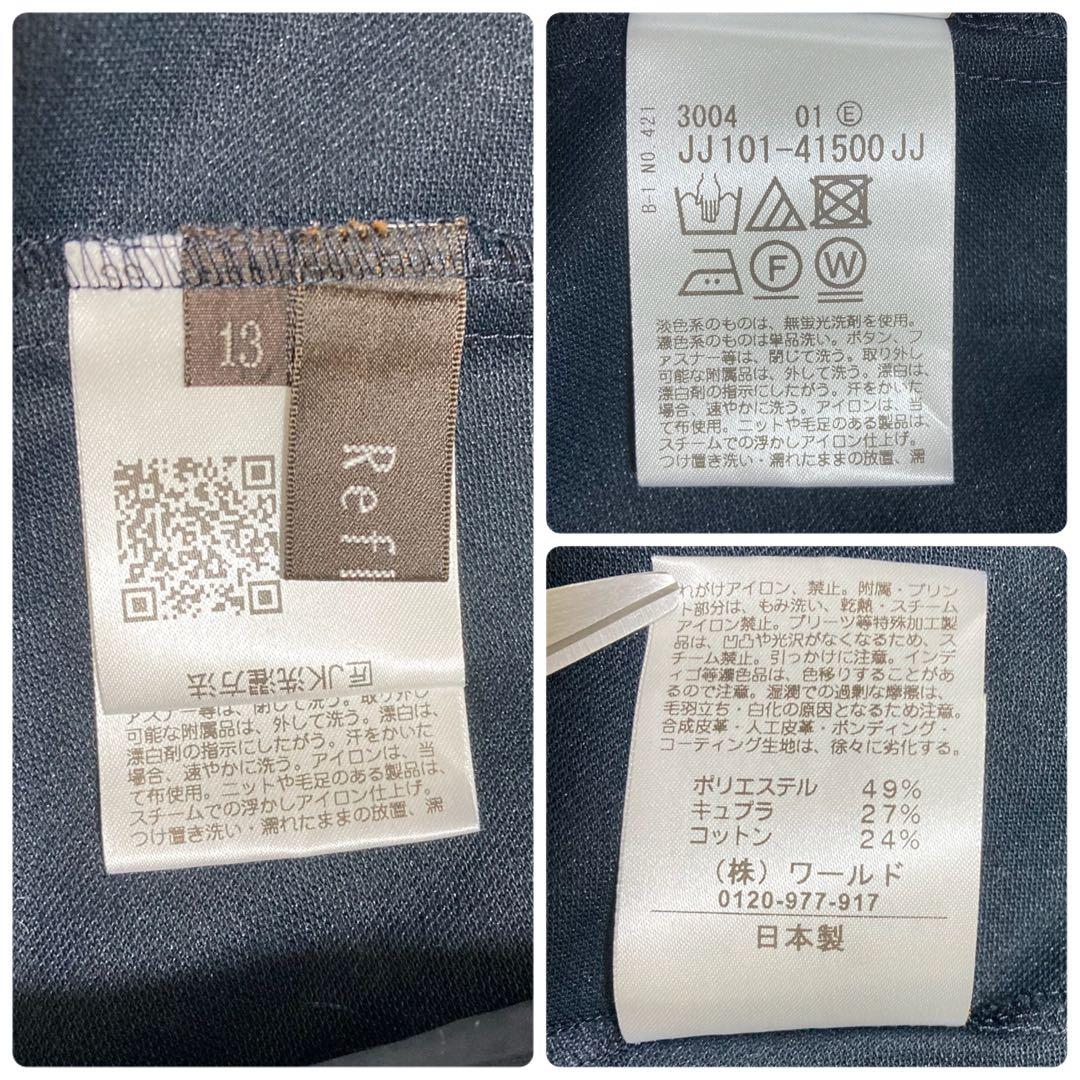 13
Refl
匠JK洗濯方法
ァスナー等は、閉じて洗う。取り外し
可能な附属品は、外して洗う。漂白は、
漂白剤の指示にしたがう。汗をかいた
場合、速やかに洗う。アイロンは、当
て布使用。ニットや毛足のある製品は、
スチームでの浮かしアイロン仕上げ。
つけ置き洗い・濡れたままの放置、濡
B-1 NO. 421
3004 01 Ⓔ
JJ101-41500 JJ
F W
淡色系のものは、無蛍光洗剤を使用。
濃色系のものは単品洗い。ボタン、フ
ァスナー等は、閉じて洗う。取り外し
可能な附属品は、外して洗う。漂白は、
漂白剤の指示にしたがう。汗をかいた
場合、速やかに洗う。アイロンは、当
て布使用。ニットや毛足のある製品は、
スチームでの浮かしアイロン仕上げ。
つけ置き洗い・濡れたままの放置、濡
れがけアイロン、禁止。附属・プリン
ト部分は、もみ洗い、乾熱・スチーム
アイロン禁止。プリーツ等特殊加工製
品は、凹凸や光沢がなくなるため、ス
チーム禁止。引っかけに注意。インデ
ィゴ等濃色品は、色移りすることがあ
るので注意。湿潤での過剰な摩擦は、
毛羽立ち・白化の原因となるため注意。
合成皮革・人工皮革・ボンディング・
コーティング生地は、徐々に劣化する。
ポリエステル 49%
キュプラ 27%
コットン 24%
(株) ワールド
0120-977-917
日本製